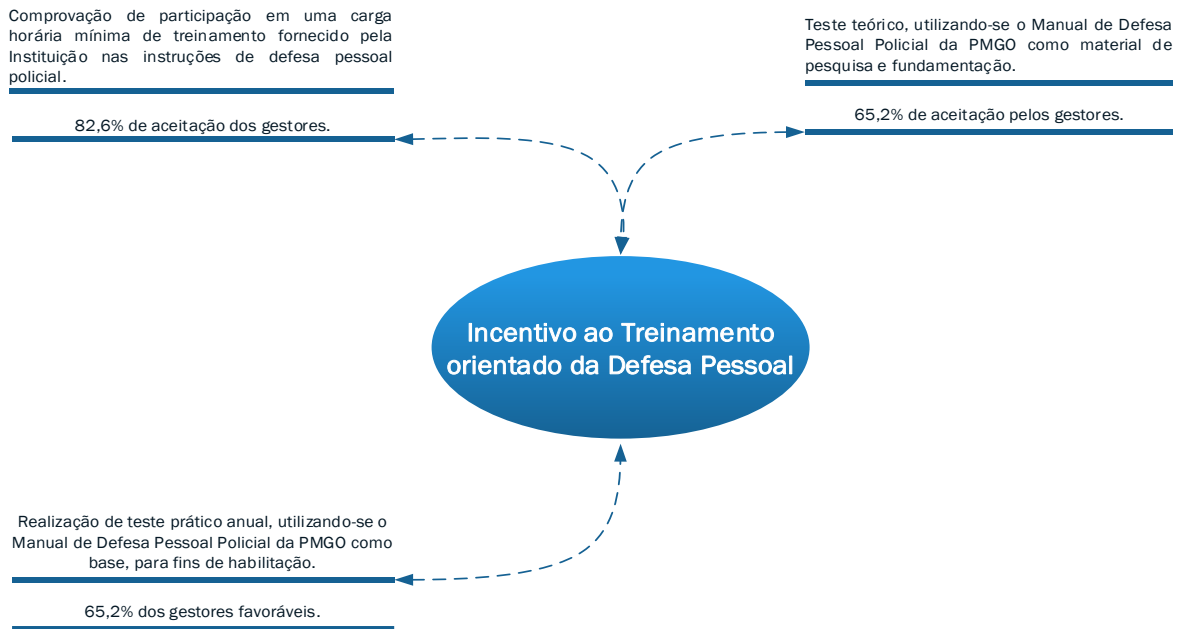 Comprovação de participação em uma carga
horária mínima de treinamento fornecido pela
Instituição nas instruções de defesa pessoal
policial.
82,6% de aceitação dos gestores.
Teste teórico, utilizando-se o Manual de Defesa
Pessoal Policial da PMGO como material de
pesquisa e fundamentação.
65,2% de aceitação pelos gestores.
Incentivo ao Treinamento
orientado da Defesa Pessoal
Realização de teste prático anual, utilizando-se o
Manual de Defesa Pessoal Policial da PMGO como
base, para fins de habilitação.
65,2% dos gestores favoráveis.